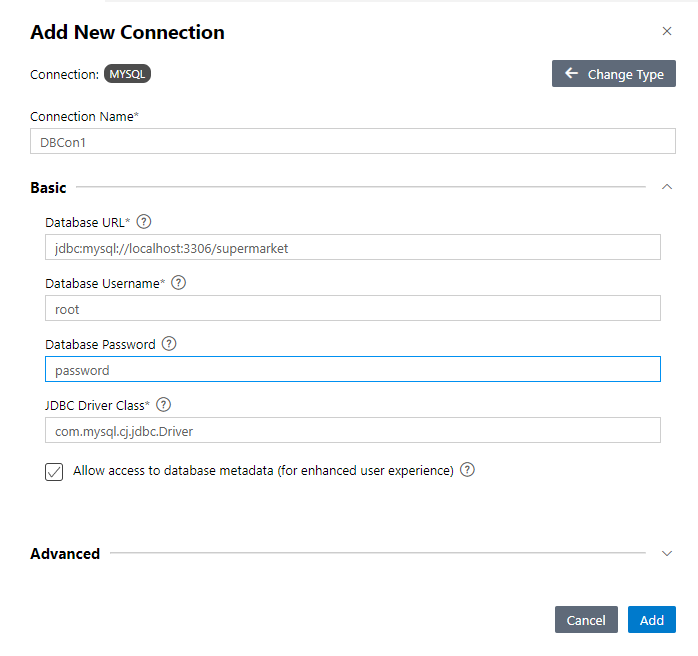 Add New Connection
Connection: MYSQL
Change Type
Connection Name*
DBCon1
Basic
Database URL* ?
jdbc:mysql://localhost:3306/supermarket
Database Username* ?
root
Database Password ?
password
JDBC Driver Class* ?
com.mysql.cj.jdbc.Driver
Allow access to database metadata (for enhanced user experience) ?
Advanced
Cancel Add